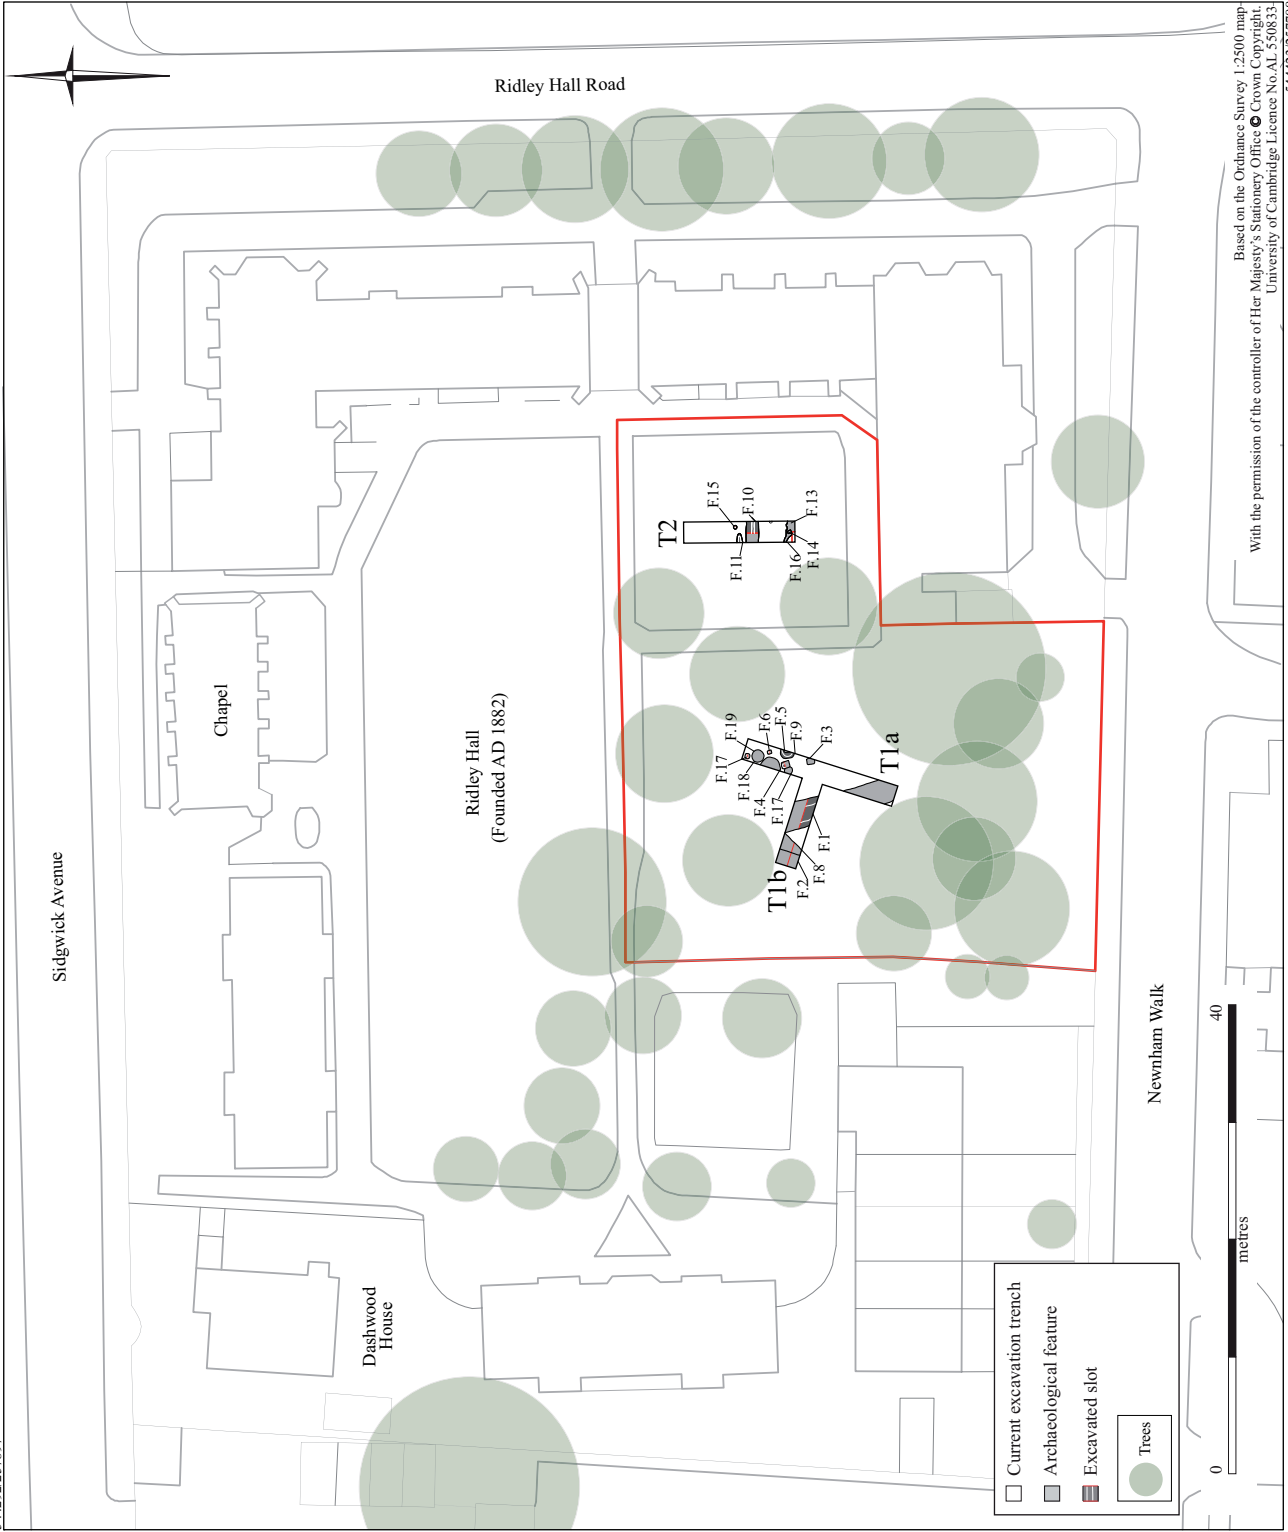 Ridley Hall Road
Sidgwick Avenue
Chapel
Ridley Hall
(Founded AD 1882)
Dashwood
House
Newnham Walk
T2
F.15
F.10
F.13
F.11
F.16
F.14
T1a
F.19
F.6
F.5
F.9
F.3
F.17
F.18
F.4
F.17
T1b
F.1
F.8
F.2
Current excavation trench
Archaeological feature
Excavated slot
Trees
0
40
metres
Based on the Ordnance Survey 1:2500 map
With the permission of the controller of Her Majesty's Stationery Office © Crown Copyright.
University of Cambridge Licence No.AL 550833